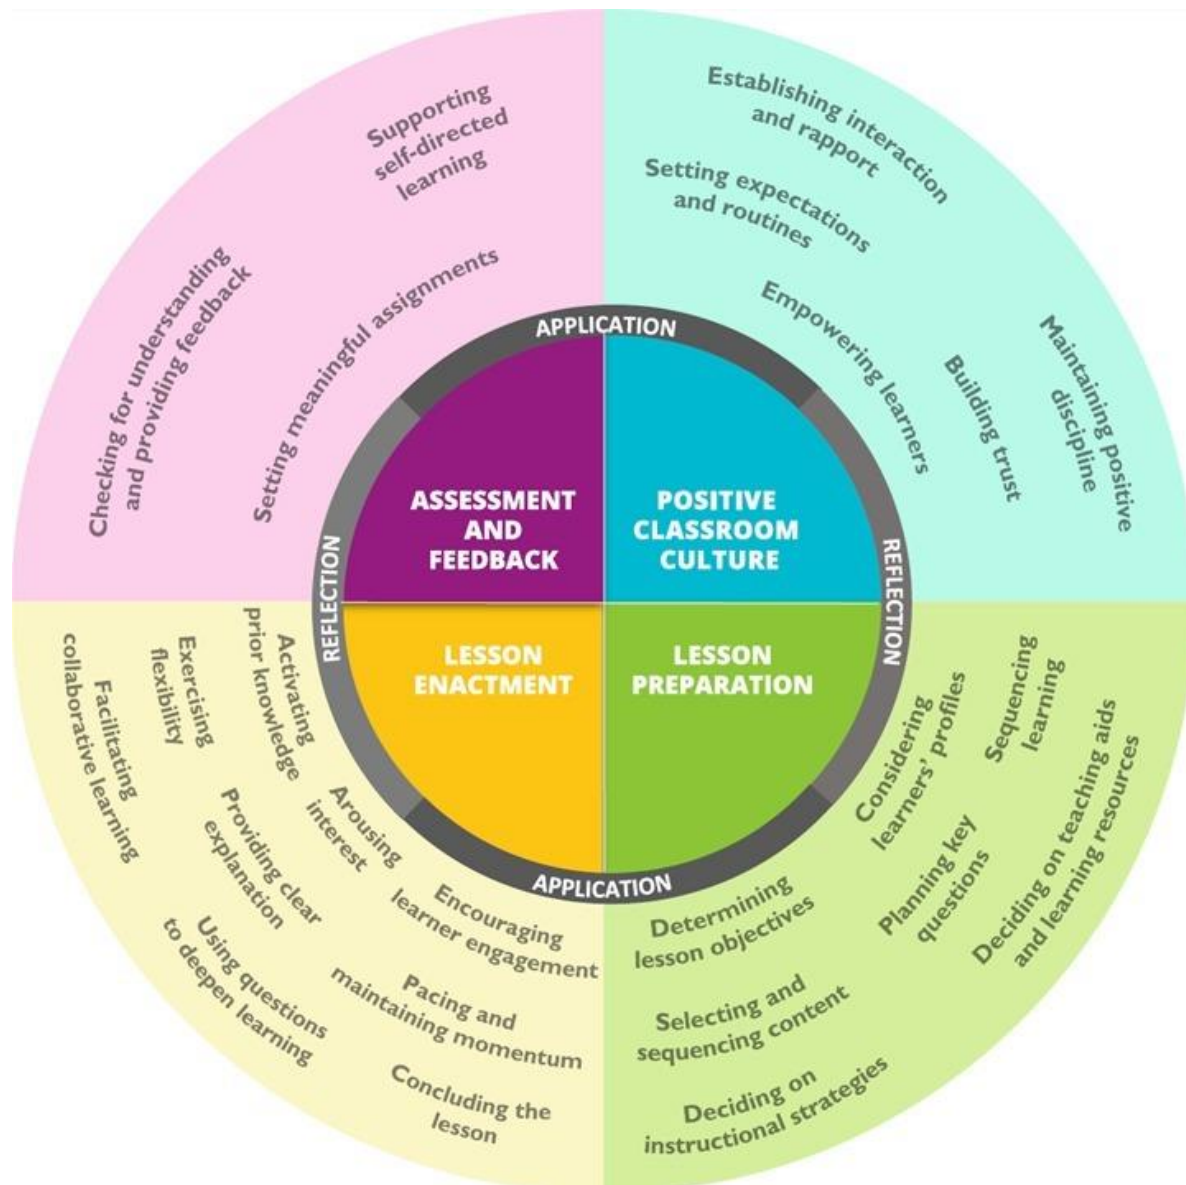 Supporting
self-directed
learning
Checking for understanding
and providing feedback
Setting meaningful assignments
Establishing interaction
and rapport
Setting expectations
and routines
Empowering learners
Building trust
Maintaining positive
discipline
APPLICATION
REFLECTION
REFLECTION
APPLICATION
ASSESSMENT
AND
FEEDBACK
POSITIVE
CLASSROOM
CULTURE
LESSON
ENACTMENT
LESSON
PREPARATION
Activating
prior knowledge
Exercising
flexibility
Facilitating
collaborative learning
Arousing
interest
Providing clear
explanation
Encouraging
learner engagement
Using questions
to deepen learning
Pacing and
maintaining momentum
Concluding the
lesson
Considering
learners' profiles
Sequencing
learning
Deciding on teaching aids
and learning resources
Planning key
questions
Determining
lesson objectives
Selecting and
sequencing content
Deciding on
instructional strategies